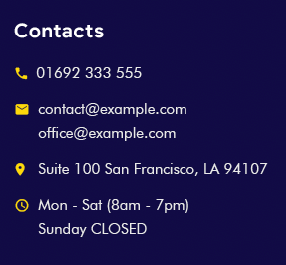 Contacts
01692 333 555
contact@example.com
office@example.com
Suite 100 San Francisco, LA 94107
Mon - Sat (8am - 7pm)
Sunday CLOSED